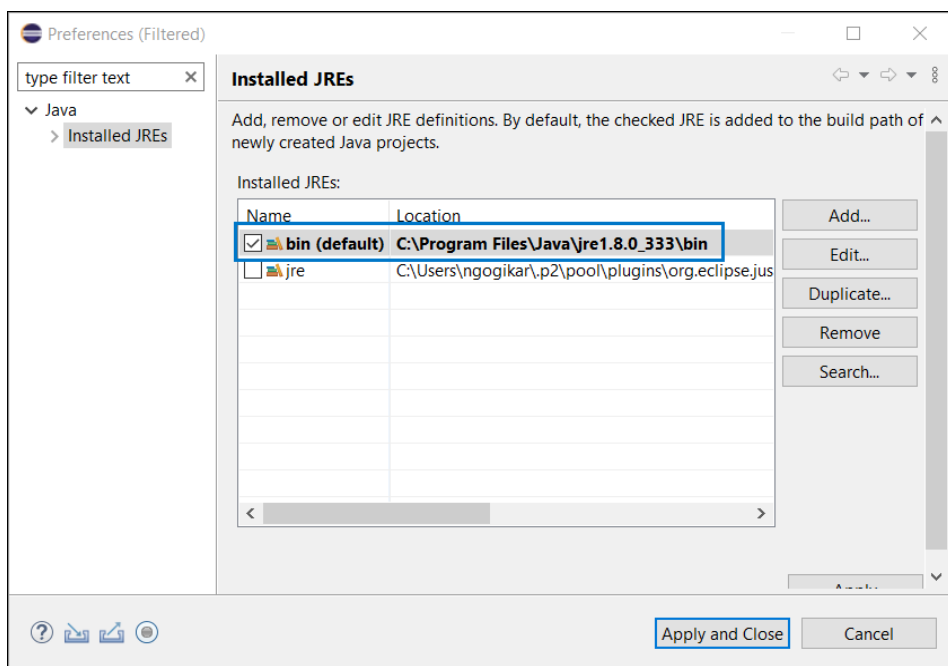 Preferences (Filtered)
type filter text
Java
Installed JREs
Installed JREs
Add, remove or edit JRE definitions. By default, the checked JRE is added to the build path of
newly created Java projects.
Installed JREs:
Name Location
bin (default) C:\Program Files\Java\jre1.8.0_333\bin
jre C:\Users\ngogikar\.p2\pool\plugins\org.eclipse.jus
Add...
Edit...
Duplicate...
Remove
Search...
Apply
Apply and Close
Cancel